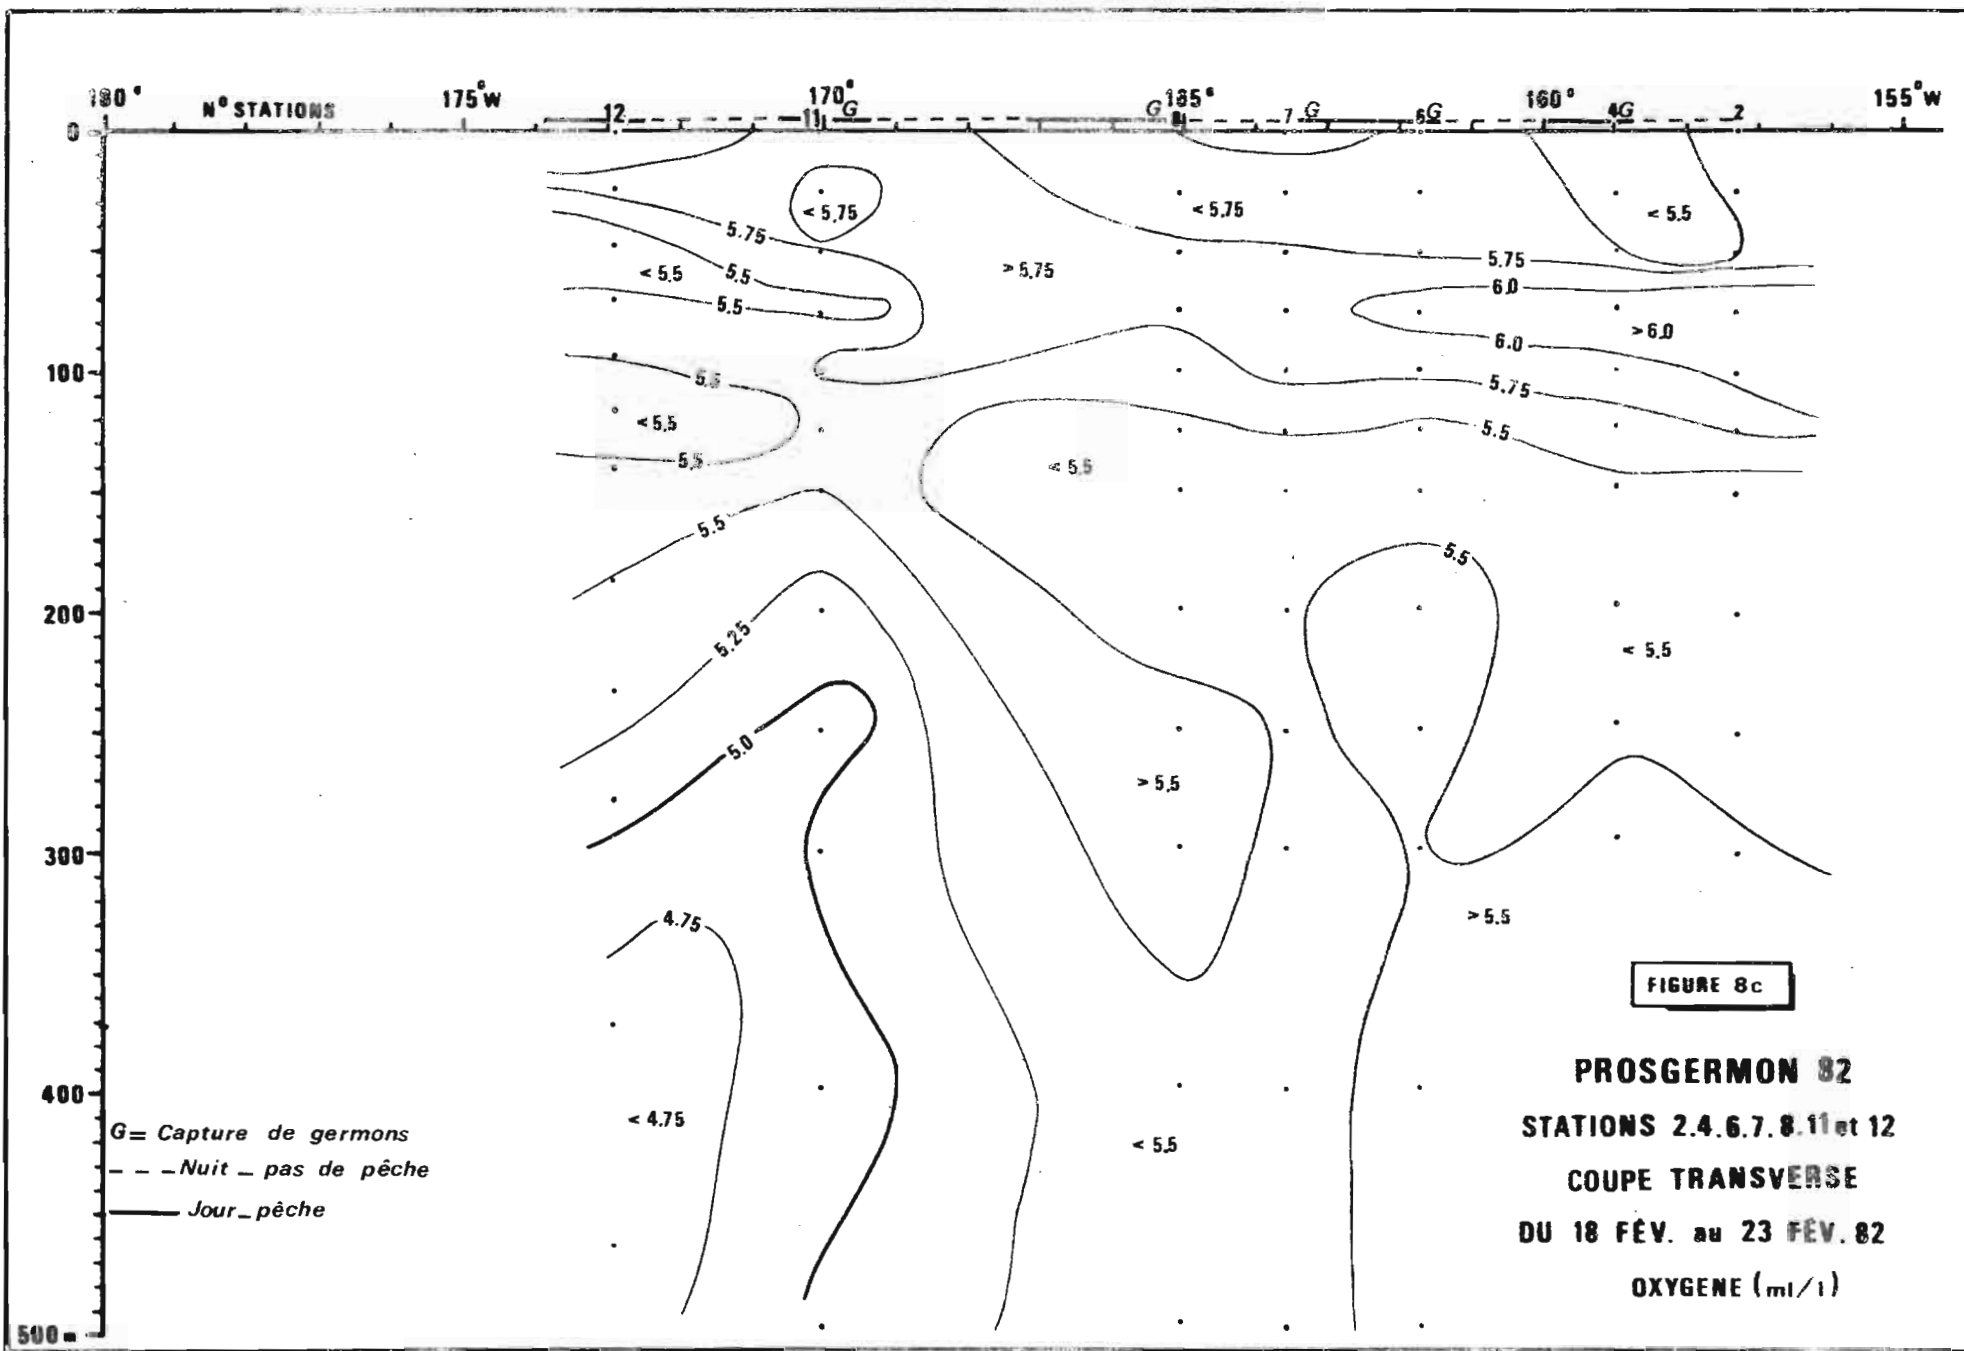 180° N° STATIONS 175°W 170° 165° 160° 155°W
12 11 G G 8 7 G 6G 4G 2
0
< 5.75 < 5.75 < 5.5
5.75
< 5.5 5.5 > 5.75 5.75
5.5 6.0
> 6.0
6.0
100
5.5 5.75
< 5.5 5.5
5.5 < 5.5
5.5 5.5
200
5.25 < 5.5
5.0
> 5.5
300
4.75 > 5.5
FIGURE 8c
PROSGERMON 82
400
< 4.75 < 5.5
STATIONS 2.4.6.7.8.11 et 12
G= Capture de germons
--- Nuit _ pas de pêche
COUPE TRANSVERSE
Jour _ pêche
DU 18 FÉV. au 23 FÉV. 82
OXYGENE (ml/l)
500 m